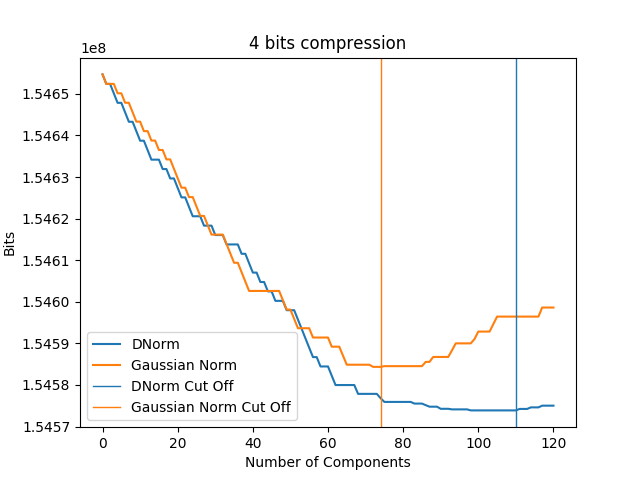 4 bits compression
1e8
1.5465
1.5464
1.5463
1.5462
1.5461
1.5460
1.5459
1.5458
1.5457
Bits
DNorm
Gaussian Norm
DNorm Cut Off
Gaussian Norm Cut Off
0 20 40 60 80 100 120
Number of Components